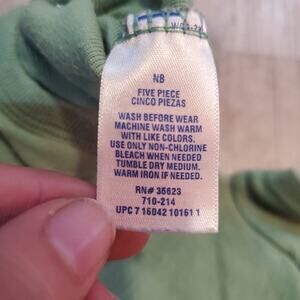 NB
FIVE PIECE
CINCO PIEZAS
WASH BEFORE WEAR
MACHINE WASH WARM
WITH LIKE COLORS.
USE ONLY NON-CHLORINE
BLEACH WHEN NEEDED
TUMBLE DRY MEDIUM.
WARM IRON IF NEEDED.
RN# 35623
710-214
UPC 7 16042 10161 1